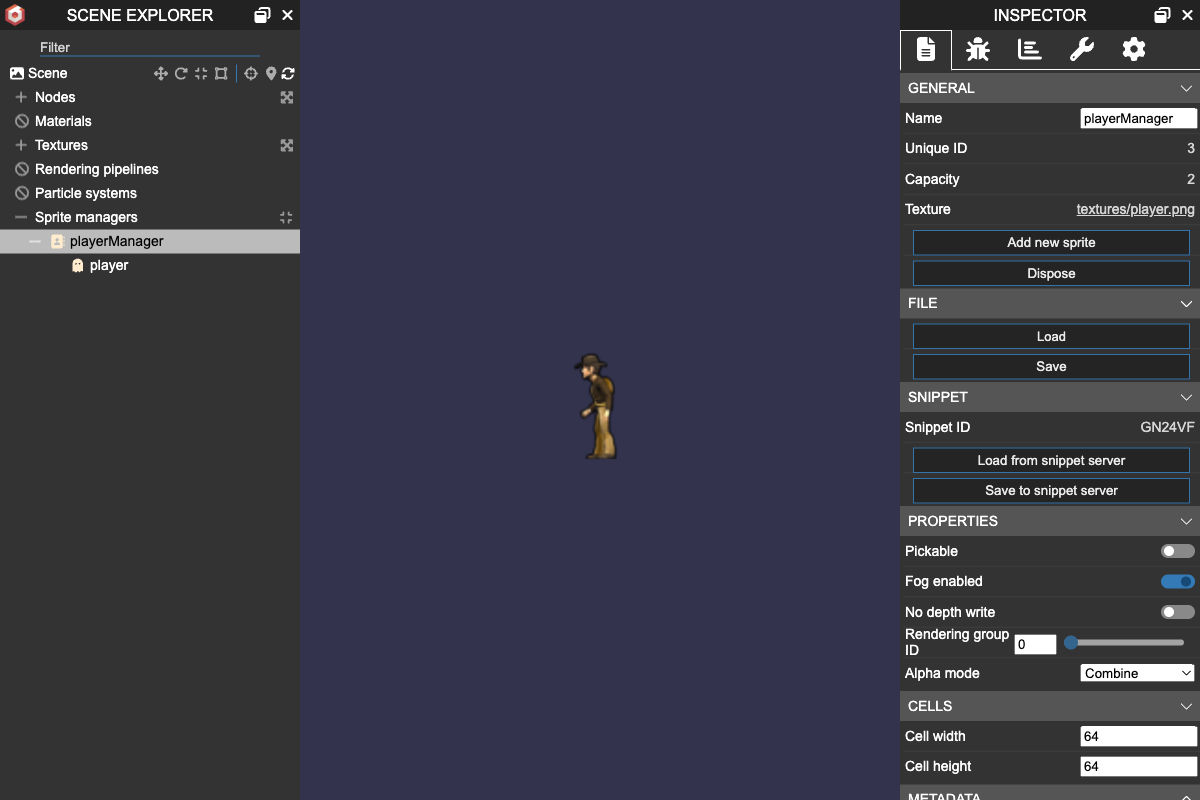 SCENE EXPLORER
Filter
Scene
Nodes
Materials
Textures
Rendering pipelines
Particle systems
Sprite managers
playerManager
player
INSPECTOR
GENERAL
Name playerManager
Unique ID 3
Capacity 2
Texture textures/player.png
Add new sprite
Dispose
FILE
Load
Save
SNIPPET
Snippet ID GN24VF
Load from snippet server
Save to snippet server
PROPERTIES
Pickable
Fog enabled
No depth write
Rendering group
ID 0
Alpha mode Combine
CELLS
Cell width 64
Cell height 64
METADATA